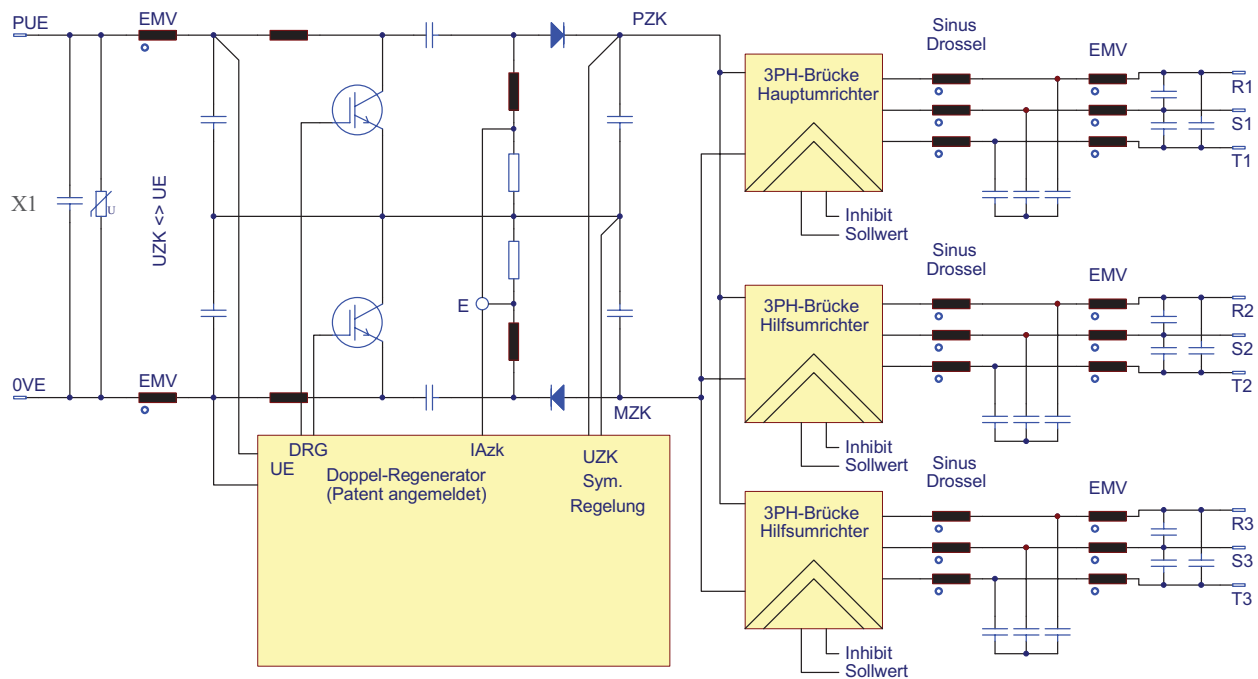 PUE
EMV
PZK
Sinus
Drossel
EMV
3PH-Brücke
Hauptumrichter
R1
S1
T1
X1
U
UZK <> UE
Inhibit
Sollwert
Sinus
Drossel
EMV
3PH-Brücke
Hilfsumrichter
R2
S2
T2
E
0VE
EMV
MZK
Inhibit
Sollwert
DRG
UE
IAzk
Doppel-Regenerator
(Patent angemeldet)
UZK
Sym.
Regelung
Sinus
Drossel
EMV
3PH-Brücke
Hilfsumrichter
R3
S3
T3
Inhibit
Sollwert